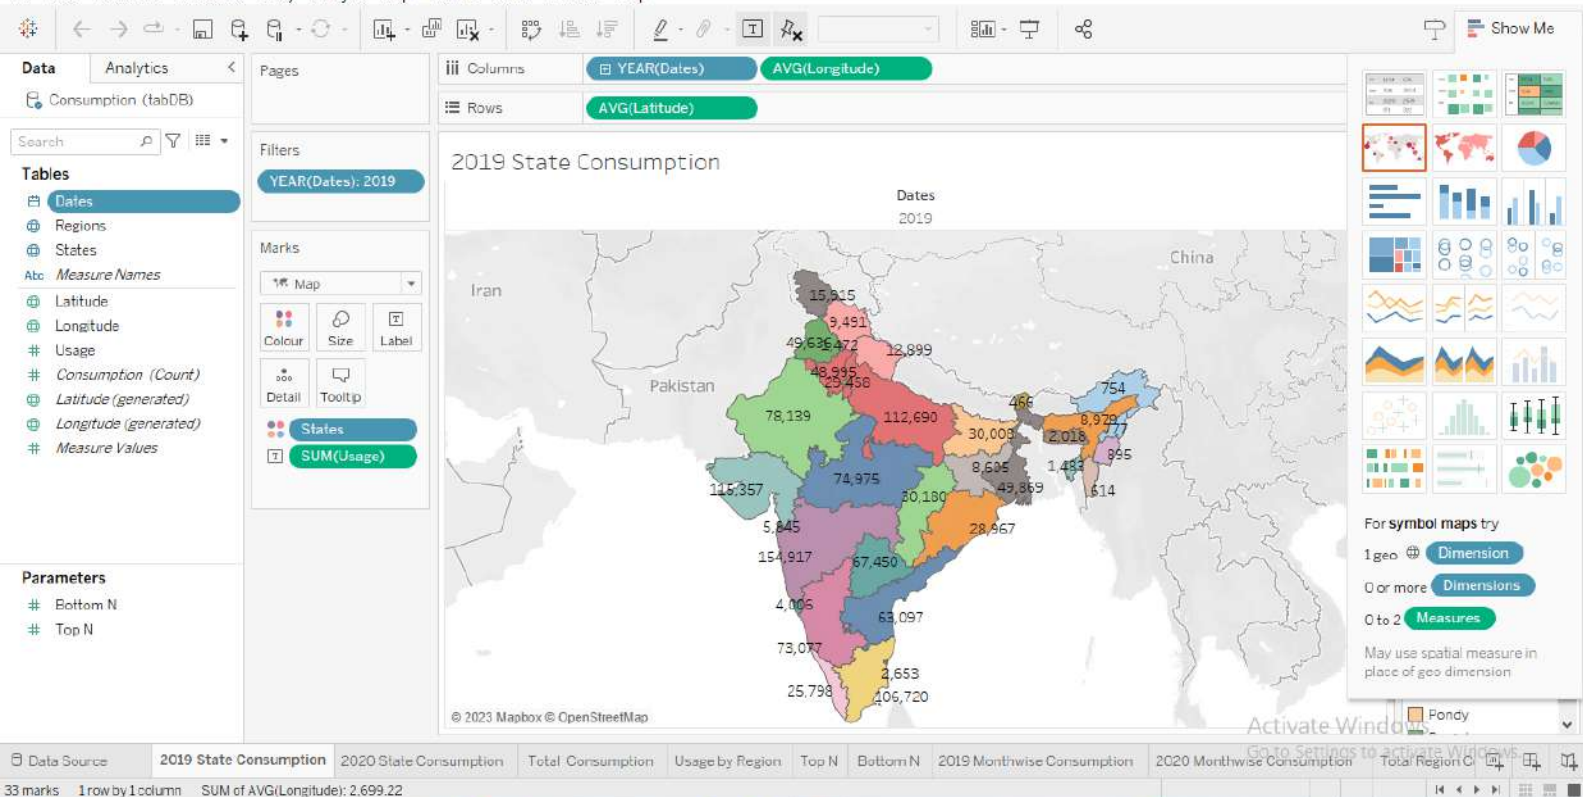 Show Me
Data
Analytics
Pages
iii Columns
YEAR(Dates)
AVG(Longitude)
Consumption (tabDB)
Rows
AVG(Latitude)
Search
Filters
YEAR(Dates): 2019
Tables
Dates
Regions
States
Abc Measure Names
Latitude
Longitude
# Usage
# Consumption (Count)
Latitude (generated)
Longitude (generated)
# Measure Values
Marks
Map
Colour
Size
Label
Detail
Tooltip
States
SUM(Usage)
Parameters
# Bottom N
# Top N
2019 State Consumption
Dates
2019
Iran
China
Pakistan
15,915
9,491
49,636
12,899
48,995
29,458
754
466
78,139
112,690
8,979
30,003
2,018
895
8,605
1,483
74,975
49,869
115,357
30,180
614
5,845
28,967
154,917
67,450
4,005
63,097
73,077
2,653
25,798
106,720
© 2023 Mapbox © OpenStreetMap
For symbol maps try
1 geo
Dimension
0 or more
Dimensions
0 to 2
Measures
May use spatial measure in
place of geo dimension
Pondy
Activate Windows
Go to Settings to activate Windows.
Data Source
2019 State Consumption
2020 State Consumption
Total Consumption
Usage by Region
Top N
Bottom N
2019 Monthwise Consumption
2020 Monthwise Consumption
Total Region
33 marks
1 row by 1 column
SUM of AVG(Longitude): 2,699.22